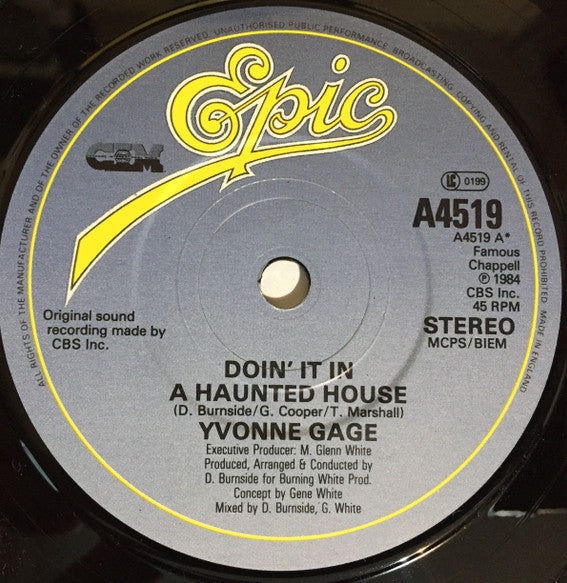 ALL RIGHTS OF THE MANUFACTURER AND OF THE OWNER OF THE RECORDED WORK RESERVED. UNAUTHORISED PUBLIC PERFORMANCE, BROADCASTING, COPYING AND RENTAL OF THIS RECORD PROHIBITED. MADE IN ENGLAND
Epic
LC 0199
A4519
A4519 A*
Famous
Chappell
℗ 1984
CBS Inc.
45 RPM
STEREO
MCPS/BIEM
Original sound
recording made by
CBS Inc.
DOIN' IT IN
A HAUNTED HOUSE
(D. Burnside/G. Cooper/T. Marshall)
YVONNE GAGE
Executive Producer: M. Glenn White
Produced, Arranged & Conducted by
D. Burnside for Burning White Prod.
Concept by Gene White
Mixed by D. Burnside, G. White